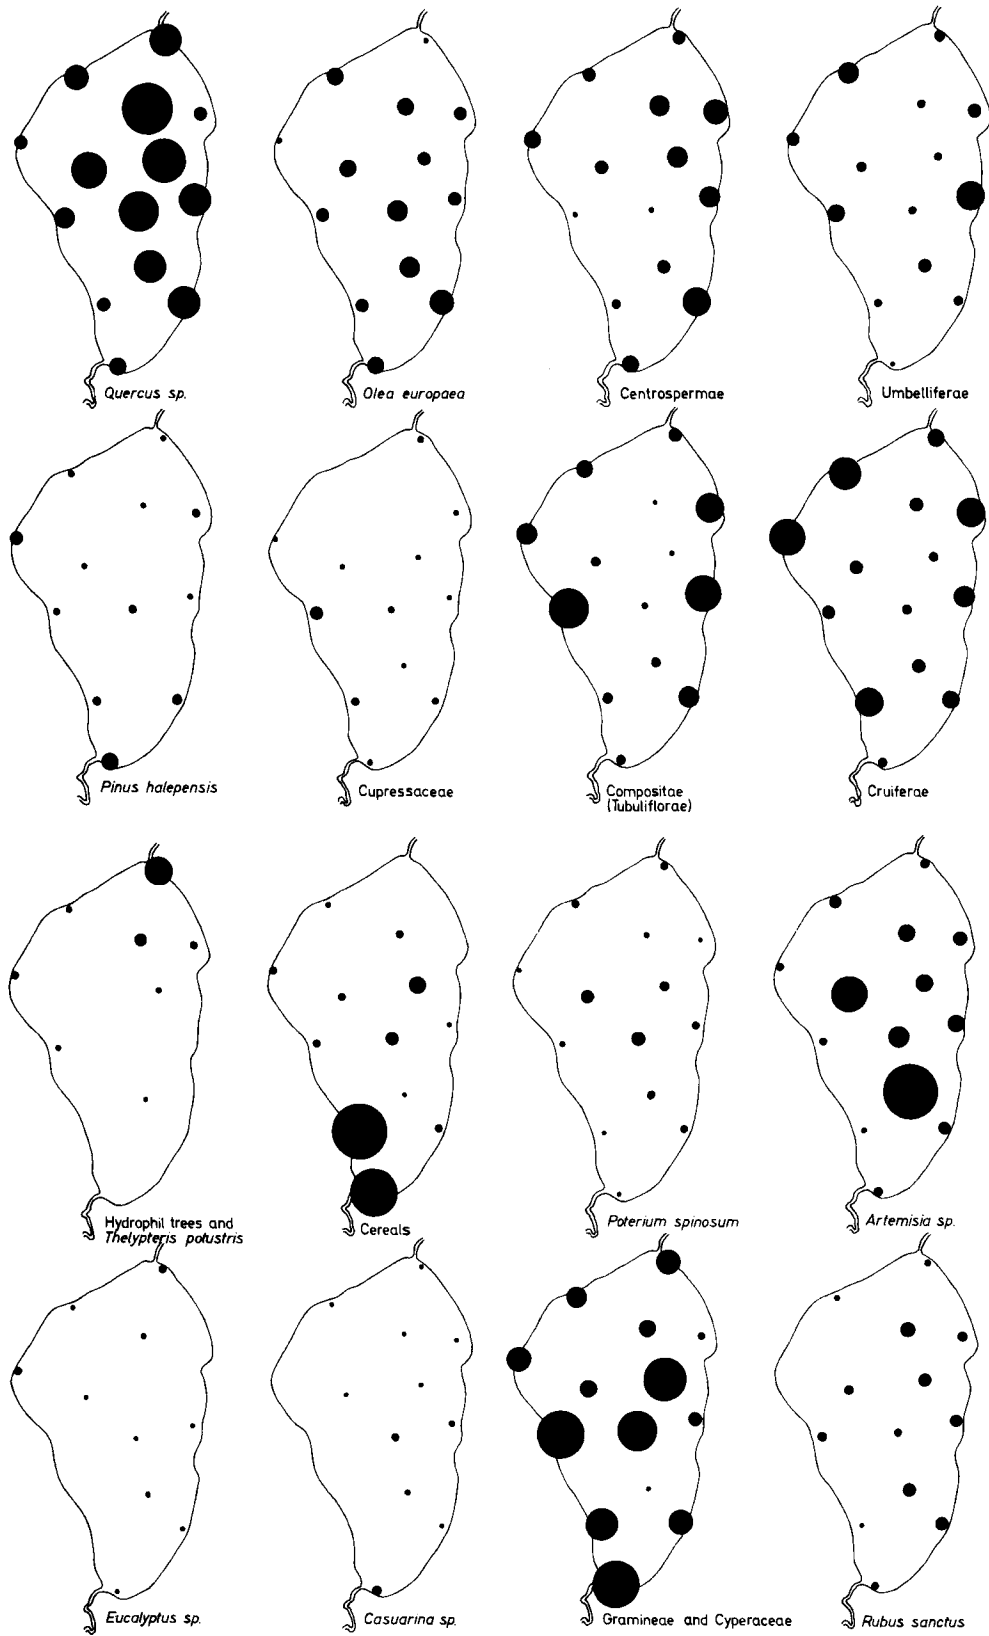 Quercus sp.
Olea europaea
Centrospermae
Umbelliferae
Pinus halepensis
Cupressaceae
Compositae
(Tubuliflorae)
Cruiferae
Hydrophil trees and
Thelypteris potustris
Cereals
Poterium spinosum
Artemisia sp.
Eucalyptus sp.
Casuarina sp.
Gramineae and Cyperaceae
Rubus sanctus